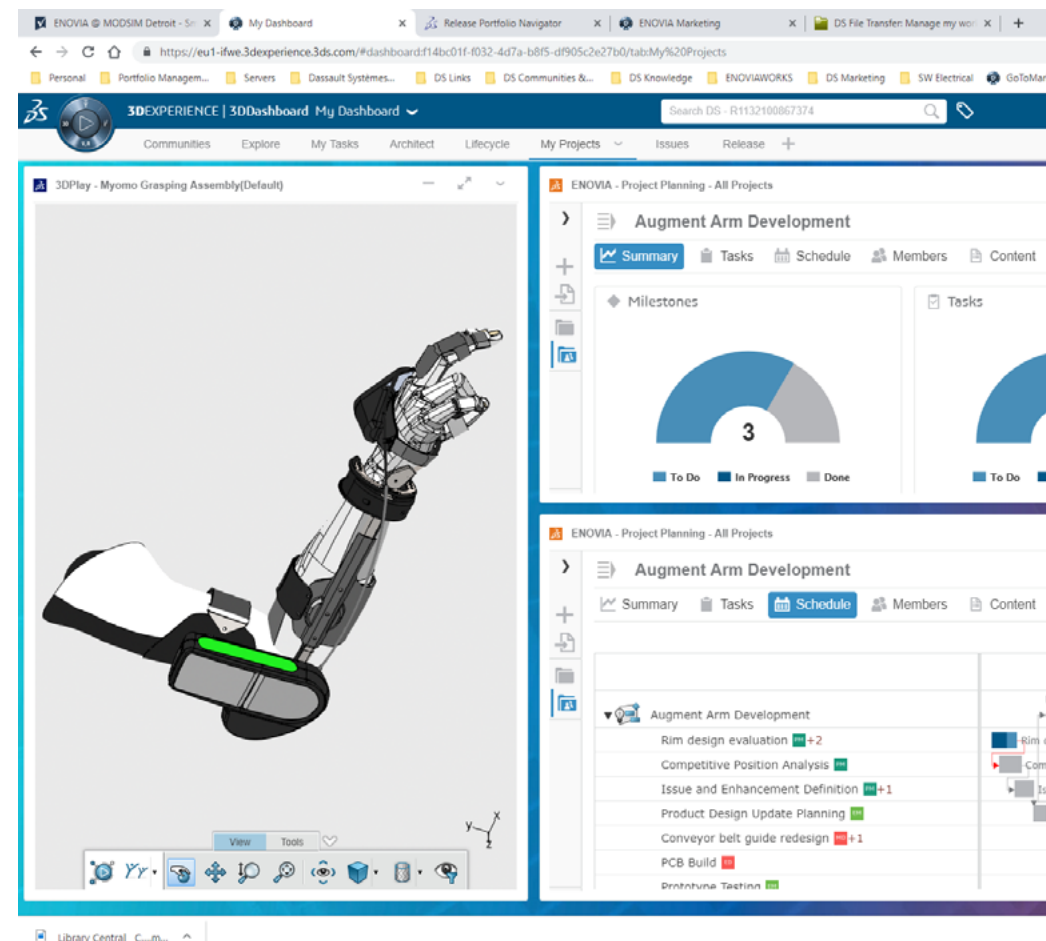 ENOVIA @ MODSIM Detroit - Sm
My Dashboard
Release Portfolio Navigator
ENOVIA Marketing
DS File Transfer: Manage my wor
https://eu1-ifwe.3dexperience.3ds.com/#dashboard:f14bc01f-f032-4d7a-b8f5-df905c2e27b0/tab:My%20Projects
Personal
Portfolio Managem...
Servers
Dassault Systèmes...
DS Links
DS Communities &...
DS Knowledge
ENOVIAWORKS
DS Marketing
SW Electrical
GoToMar
3DEXPERIENCE | 3DDashboard My Dashboard
Search DS - R1132100867374
Communities Explore My Tasks Architect Lifecycle My Projects Issues Release
3DPlay - Myomo Grasping Assembly(Default)
View Tools
y x
z
ENOVIA - Project Planning - All Projects
Augment Arm Development
Summary Tasks Schedule Members Content
Milestones
3
To Do In Progress Done
Tasks
To Do
ENOVIA - Project Planning - All Projects
Augment Arm Development
Summary Tasks Schedule Members Content
Augment Arm Development
Rim design evaluation +2
Rim
Competitive Position Analysis
Com
Issue and Enhancement Definition +1
Is
Product Design Update Planning
Conveyor belt guide redesign +1
PCB Build
Prototype Testing
Library Central_C....m...